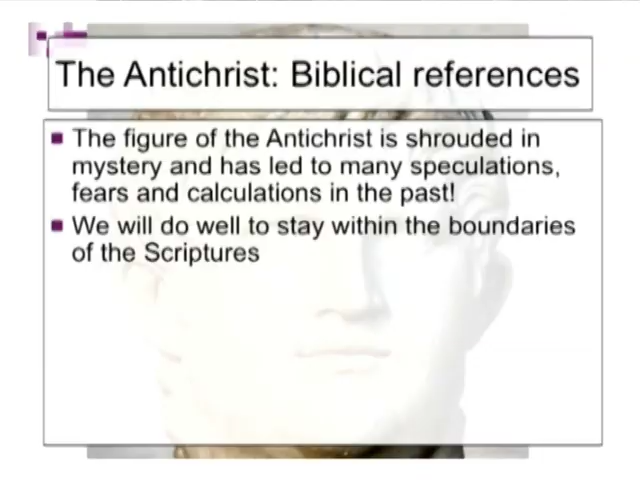 The Antichrist: Biblical references
The figure of the Antichrist is shrouded in
mystery and has led to many speculations,
fears and calculations in the past!
We will do well to stay within the boundaries
of the Scriptures